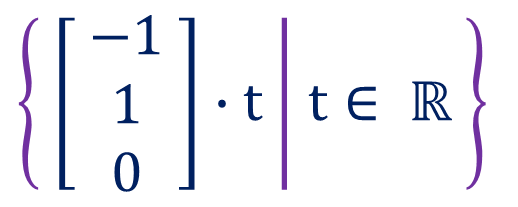 { [ −1 1 0 ] · t | t ∈ ℝ }